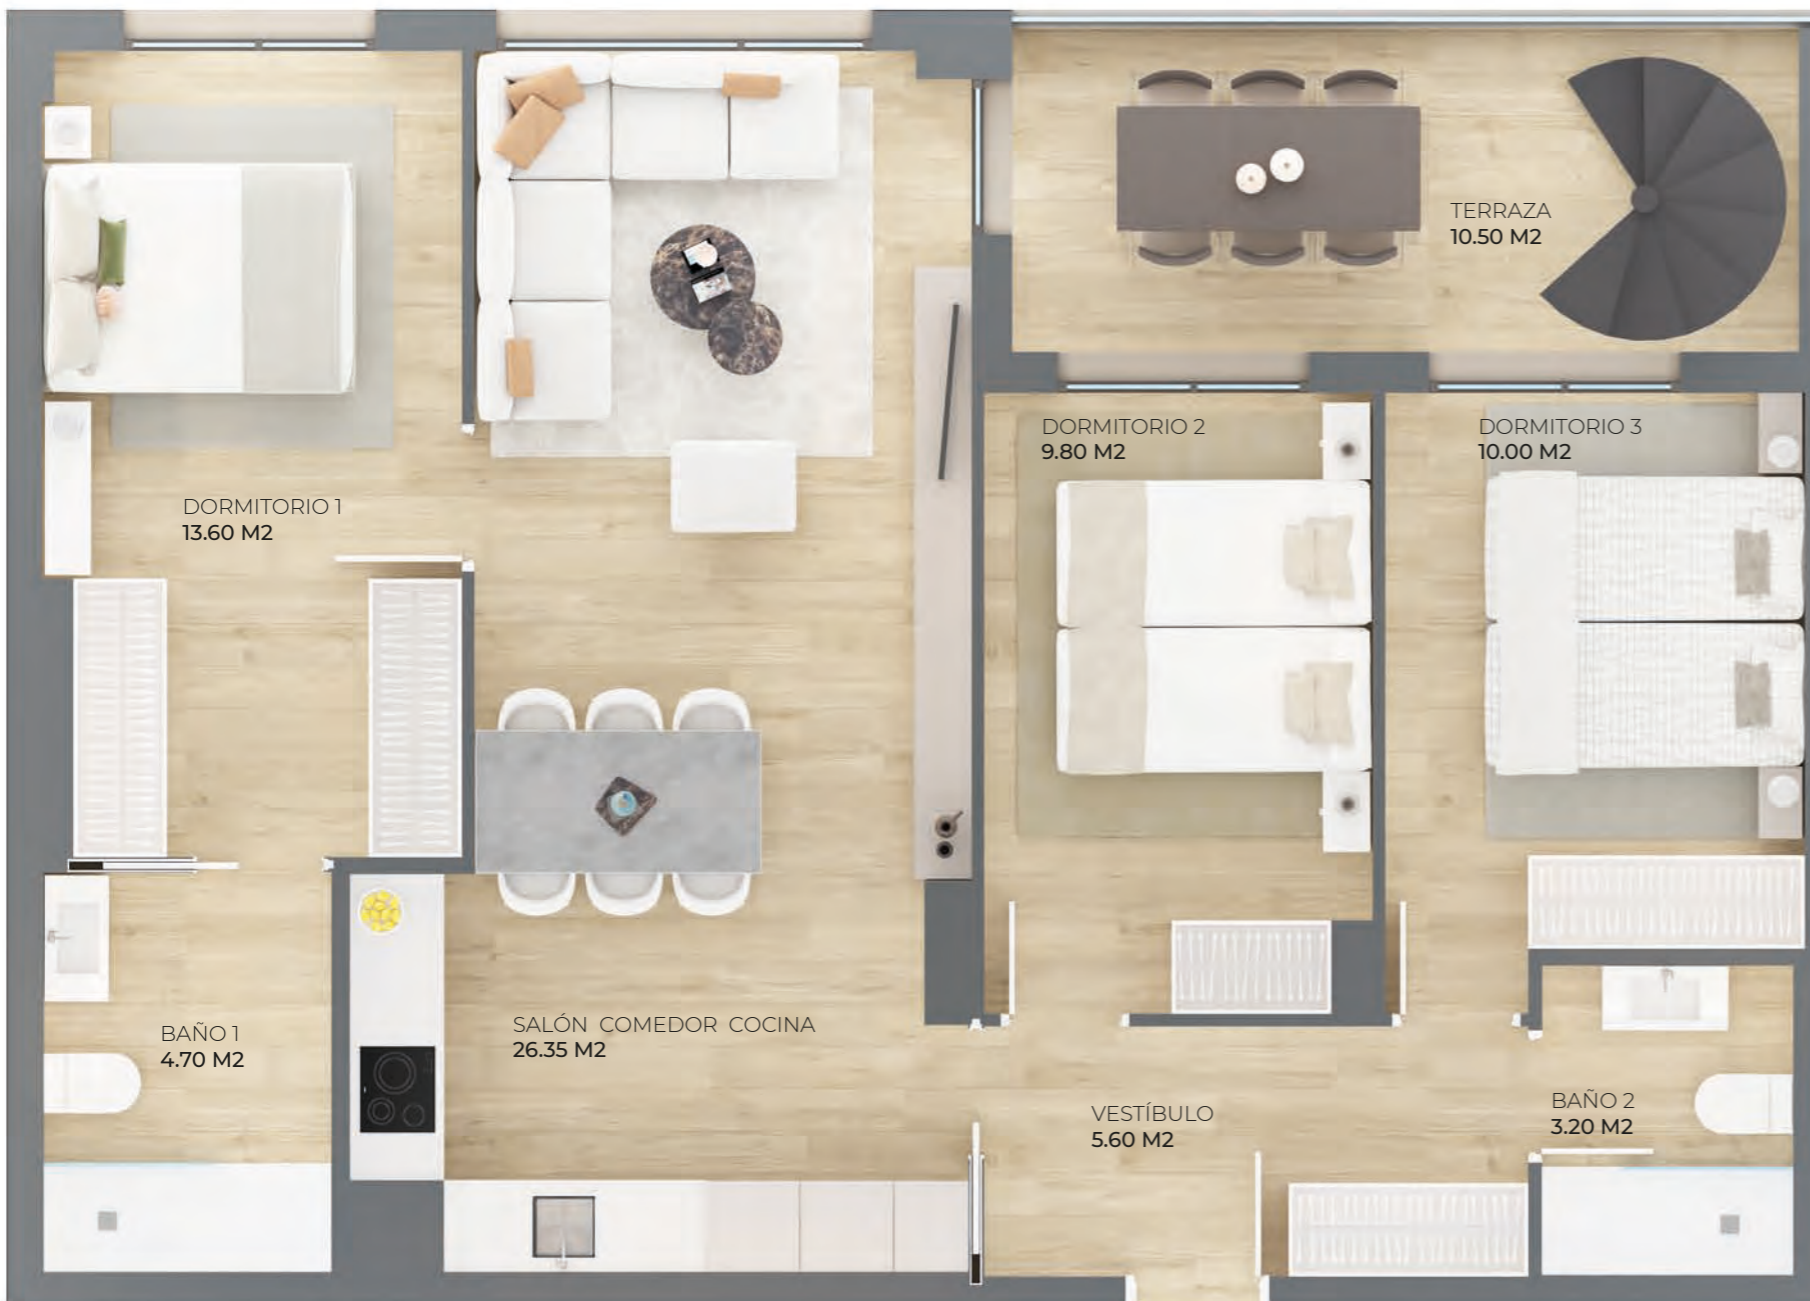 TERRAZA
10.50 M2
DORMITORIO 2
9.80 M2
DORMITORIO 3
10.00 M2
DORMITORIO 1
13.60 M2
BAÑO 1
4.70 M2
SALÓN COMEDOR COCINA
26.35 M2
VESTÍBULO
5.60 M2
BAÑO 2
3.20 M2